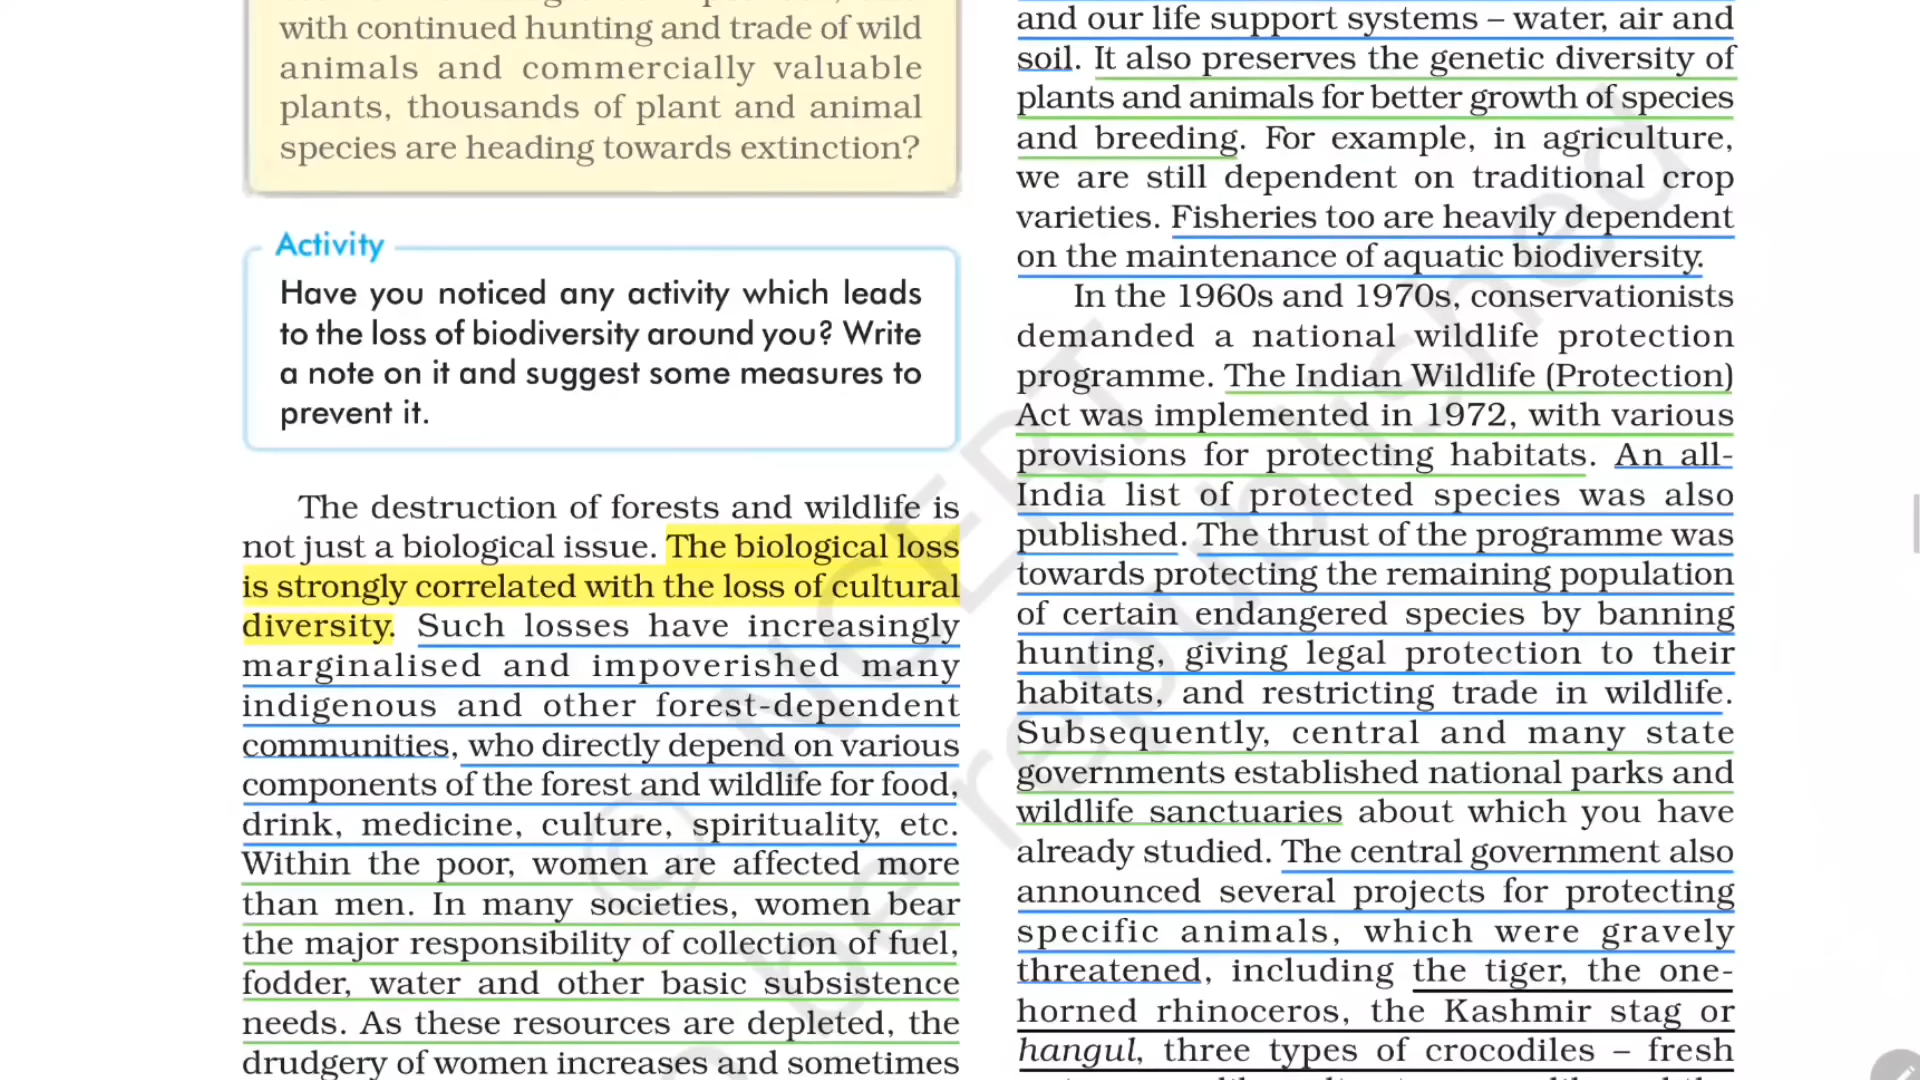 with continued hunting and trade of wild
animals and commercially valuable
plants, thousands of plant and animal
species are heading towards extinction?
Activity
Have you noticed any activity which leads
to the loss of biodiversity around you? Write
a note on it and suggest some measures to
prevent it.
The destruction of forests and wildlife is
not just a biological issue. The biological loss
is strongly correlated with the loss of cultural
diversity. Such losses have increasingly
marginalised and impoverished many
indigenous and other forest-dependent
communities, who directly depend on various
components of the forest and wildlife for food,
drink, medicine, culture, spirituality, etc.
Within the poor, women are affected more
than men. In many societies, women bear
the major responsibility of collection of fuel,
fodder, water and other basic subsistence
needs. As these resources are depleted, the
drudgery of women increases and sometimes
and our life support systems – water, air and
soil. It also preserves the genetic diversity of
plants and animals for better growth of species
and breeding. For example, in agriculture,
we are still dependent on traditional crop
varieties. Fisheries too are heavily dependent
on the maintenance of aquatic biodiversity.
In the 1960s and 1970s, conservationists
demanded a national wildlife protection
programme. The Indian Wildlife (Protection)
Act was implemented in 1972, with various
provisions for protecting habitats. An all-
India list of protected species was also
published. The thrust of the programme was
towards protecting the remaining population
of certain endangered species by banning
hunting, giving legal protection to their
habitats, and restricting trade in wildlife.
Subsequently, central and many state
governments established national parks and
wildlife sanctuaries about which you have
already studied. The central government also
announced several projects for protecting
specific animals, which were gravely
threatened, including the tiger, the one-
horned rhinoceros, the Kashmir stag or
hangul, three types of crocodiles – fresh
© NCERT
be republished